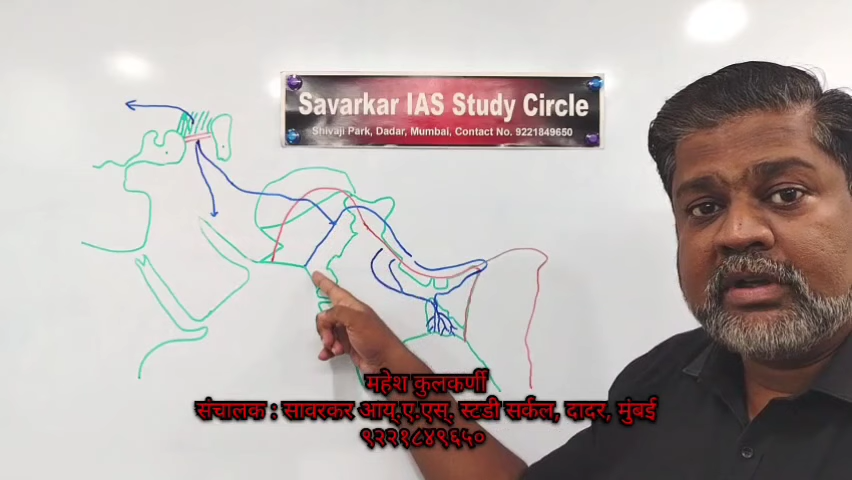 Savarkar IAS Study Circle
Shivaji Park, Dadar, Mumbai, Contact No. 9221849650
महेश कुलकर्णी
संचालक : सावरकर आय्.ए.एस्. स्टडी सर्कल, दादर, मुंबई
९२२१८४९६५०